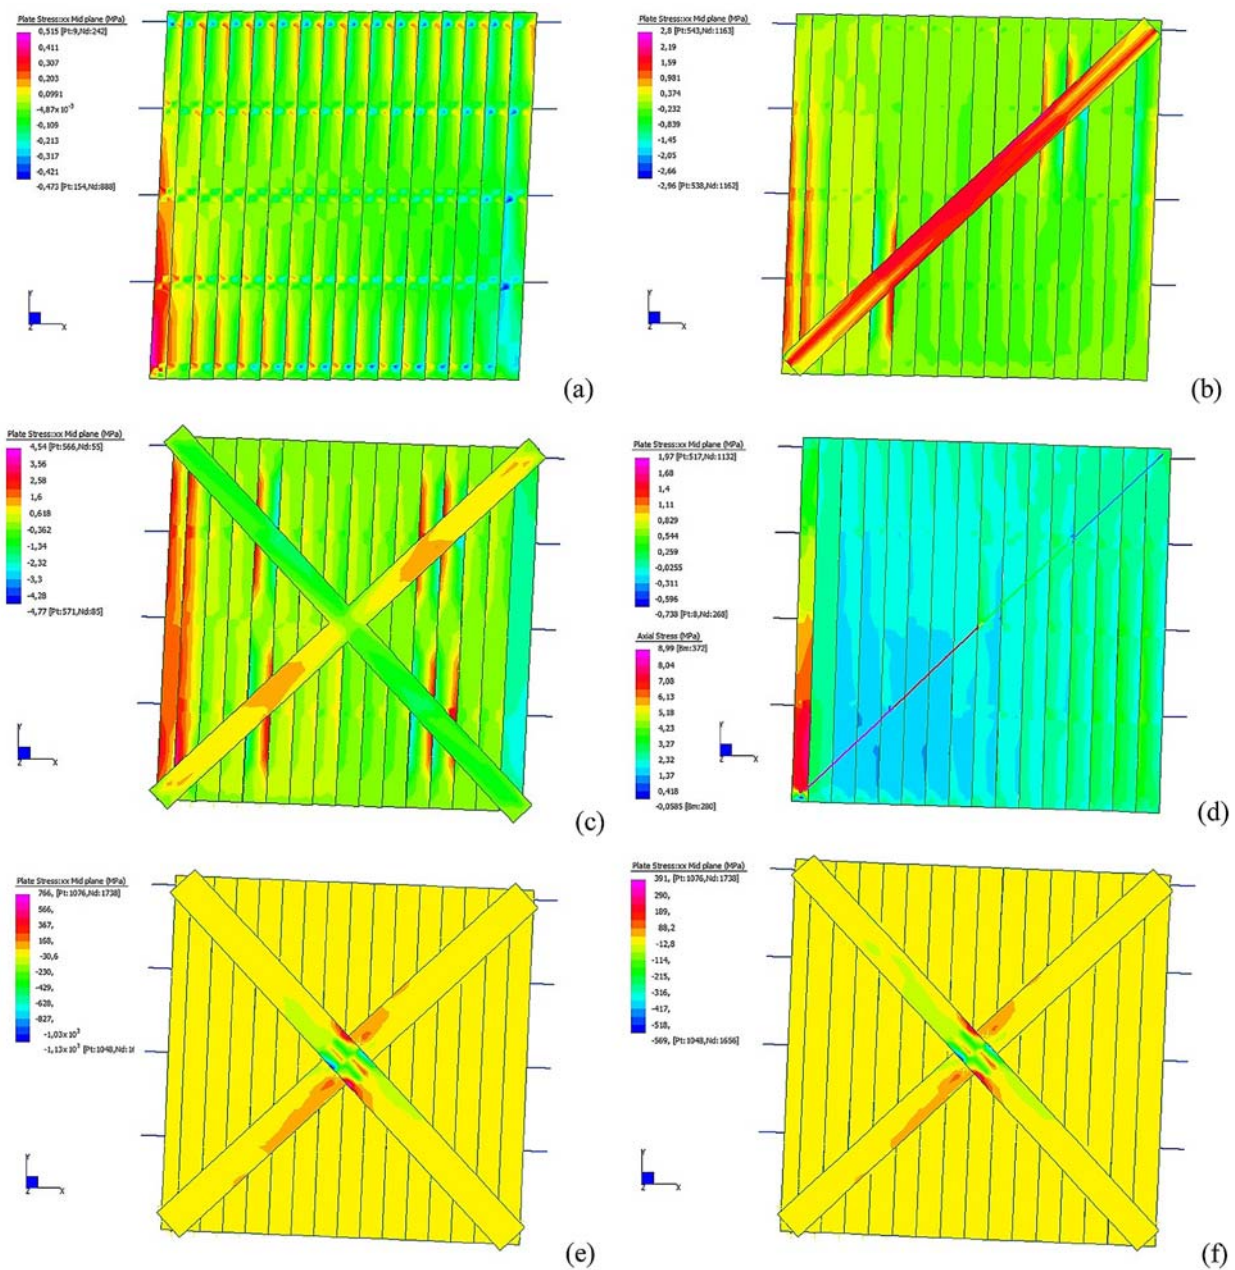 Plate Stress:xx Mid plane (MPa)
0,515 [Pt:9,Nd:242]
0,411
0,307
0,203
0,0991
-4,87x10⁻³
-0,109
-0,213
-0,317
-0,421
-0,473 [Pt:154,Nd:888]
Y
Z X
(a)
Plate Stress:xx Mid plane (MPa)
2,8 [Pt:543,Nd:1163]
2,19
1,59
0,981
0,374
-0,232
-0,839
-1,45
-2,05
-2,66
-2,96 [Pt:538,Nd:1162]
Y
Z X
(b)
Plate Stress:xx Mid plane (MPa)
4,54 [Pt:566,Nd:55]
3,56
2,58
1,6
0,618
-0,362
-1,34
-2,32
-3,3
-4,28
-4,77 [Pt:571,Nd:85]
Y
Z X
(c)
Plate Stress:xx Mid plane (MPa)
1,97 [Pt:517,Nd:1132]
1,68
1,4
1,11
0,829
0,544
0,259
-0,0255
-0,311
-0,596
-0,738 [Pt:8,Nd:268]
Axial Stress (MPa)
8,99 [Bm:372]
8,04
7,08
6,13
5,18
4,23
3,27
2,32
1,37
0,418
-0,0585 [Bm:280]
Y
Z X
(d)
Plate Stress:xx Mid plane (MPa)
766, [Pt:1076,Nd:1738]
566,
367,
168,
-30,6
-230,
-429,
-628,
-827,
-1,03x10³
-1,13x10³ [Pt:1048,Nd:1
Y
Z X
(e)
Plate Stress:xx Mid plane (MPa)
391, [Pt:1076,Nd:1738]
290,
189,
88,2
-12,8
-114,
-215,
-316,
-417,
-518,
-569, [Pt:1048,Nd:1656]
Y
Z X
(f)